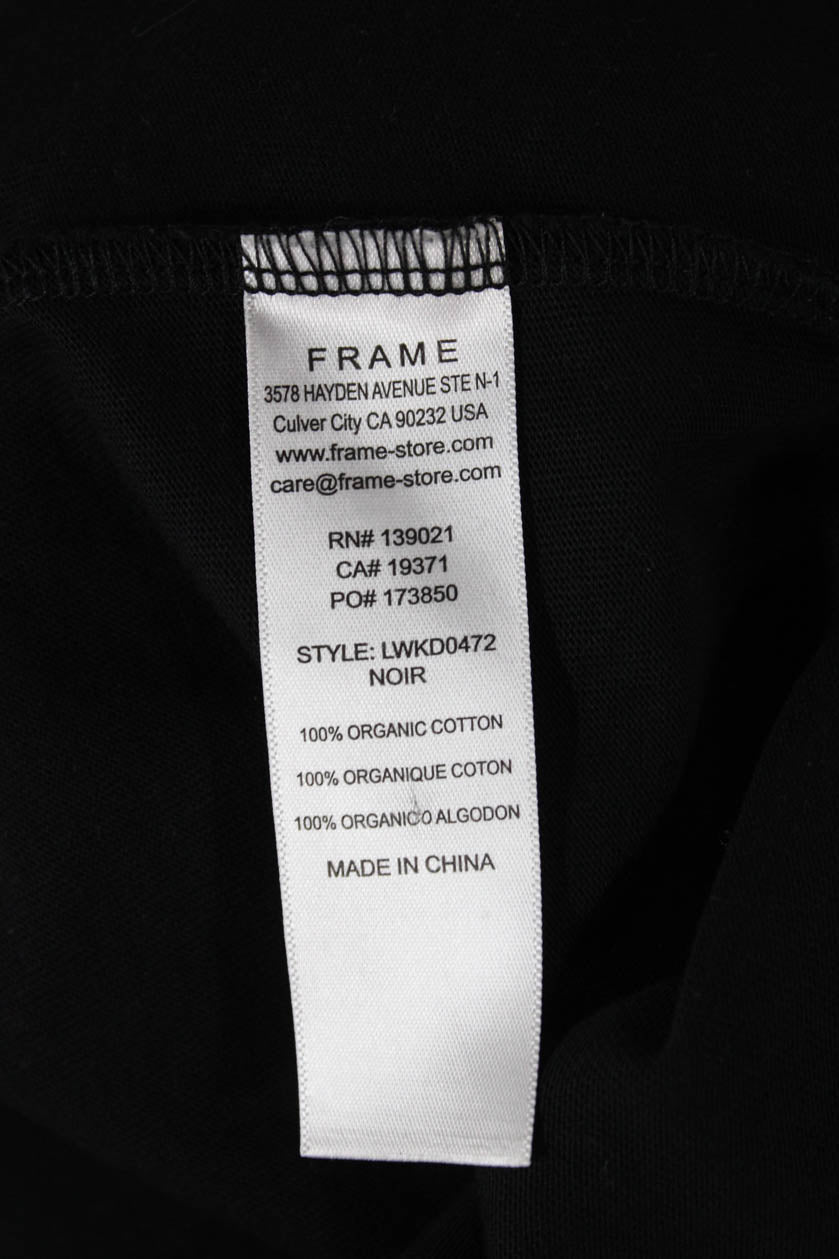 FRAME
3578 HAYDEN AVENUE STE N-1
Culver City CA 90232 USA
www.frame-store.com
care@frame-store.com
RN# 139021
CA# 19371
PO# 173850
STYLE: LWKD0472
NOIR
100% ORGANIC COTTON
100% ORGANIQUE COTON
100% ORGANICO ALGODON
MADE IN CHINA